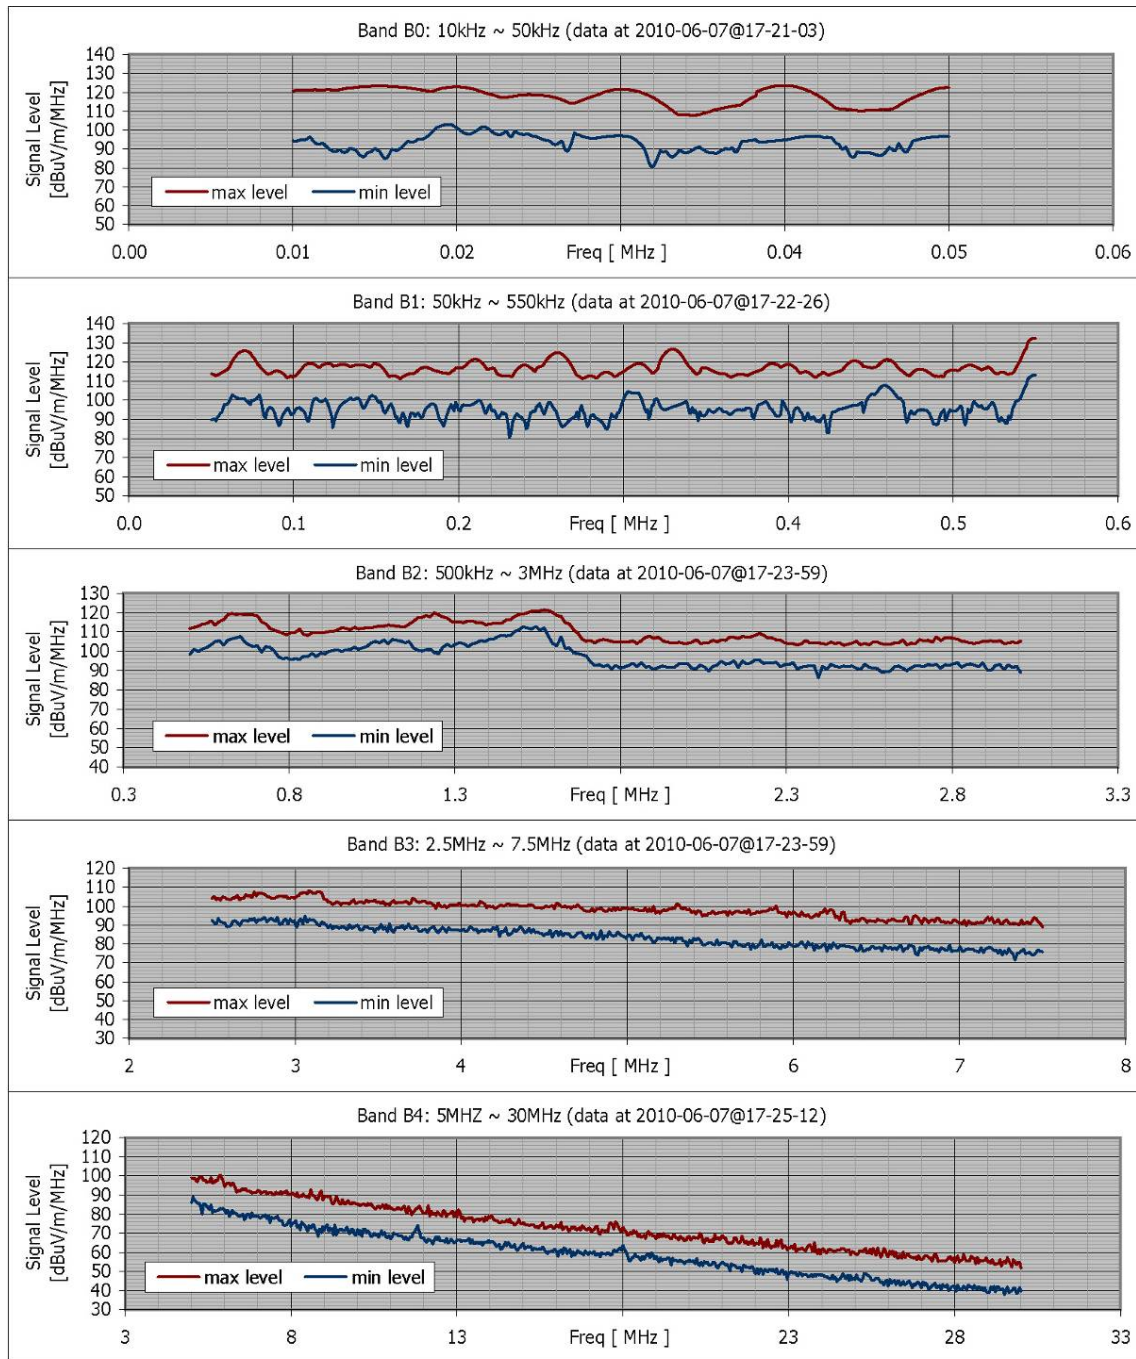 Band B0: 10kHz ~ 50kHz (data at 2010-06-07@17-21-03)
Signal Level
[dBuV/m/MHz]
140
130
120
110
100
90
80
70
60
50
max level min level
0.00 0.01 0.02 Freq [ MHz ] 0.04 0.05 0.06
Band B1: 50kHz ~ 550kHz (data at 2010-06-07@17-22-26)
Signal Level
[dBuV/m/MHz]
140
130
120
110
100
90
80
70
60
50
max level min level
0.0 0.1 0.2 Freq [ MHz ] 0.4 0.5 0.6
Band B2: 500kHz ~ 3MHz (data at 2010-06-07@17-23-59)
Signal Level
[dBuV/m/MHz]
130
120
110
100
90
80
70
60
50
40
max level min level
0.3 0.8 1.3 Freq [ MHz ] 2.3 2.8 3.3
Band B3: 2.5MHz ~ 7.5MHz (data at 2010-06-07@17-23-59)
Signal Level
[dBuV/m/MHz]
120
110
100
90
80
70
60
50
40
30
max level min level
2 3 4 Freq [ MHz ] 6 7 8
Band B4: 5MHZ ~ 30MHz (data at 2010-06-07@17-25-12)
Signal Level
[dBuV/m/MHz]
120
110
100
90
80
70
60
50
40
30
max level min level
3 8 13 Freq [ MHz ] 23 28 33